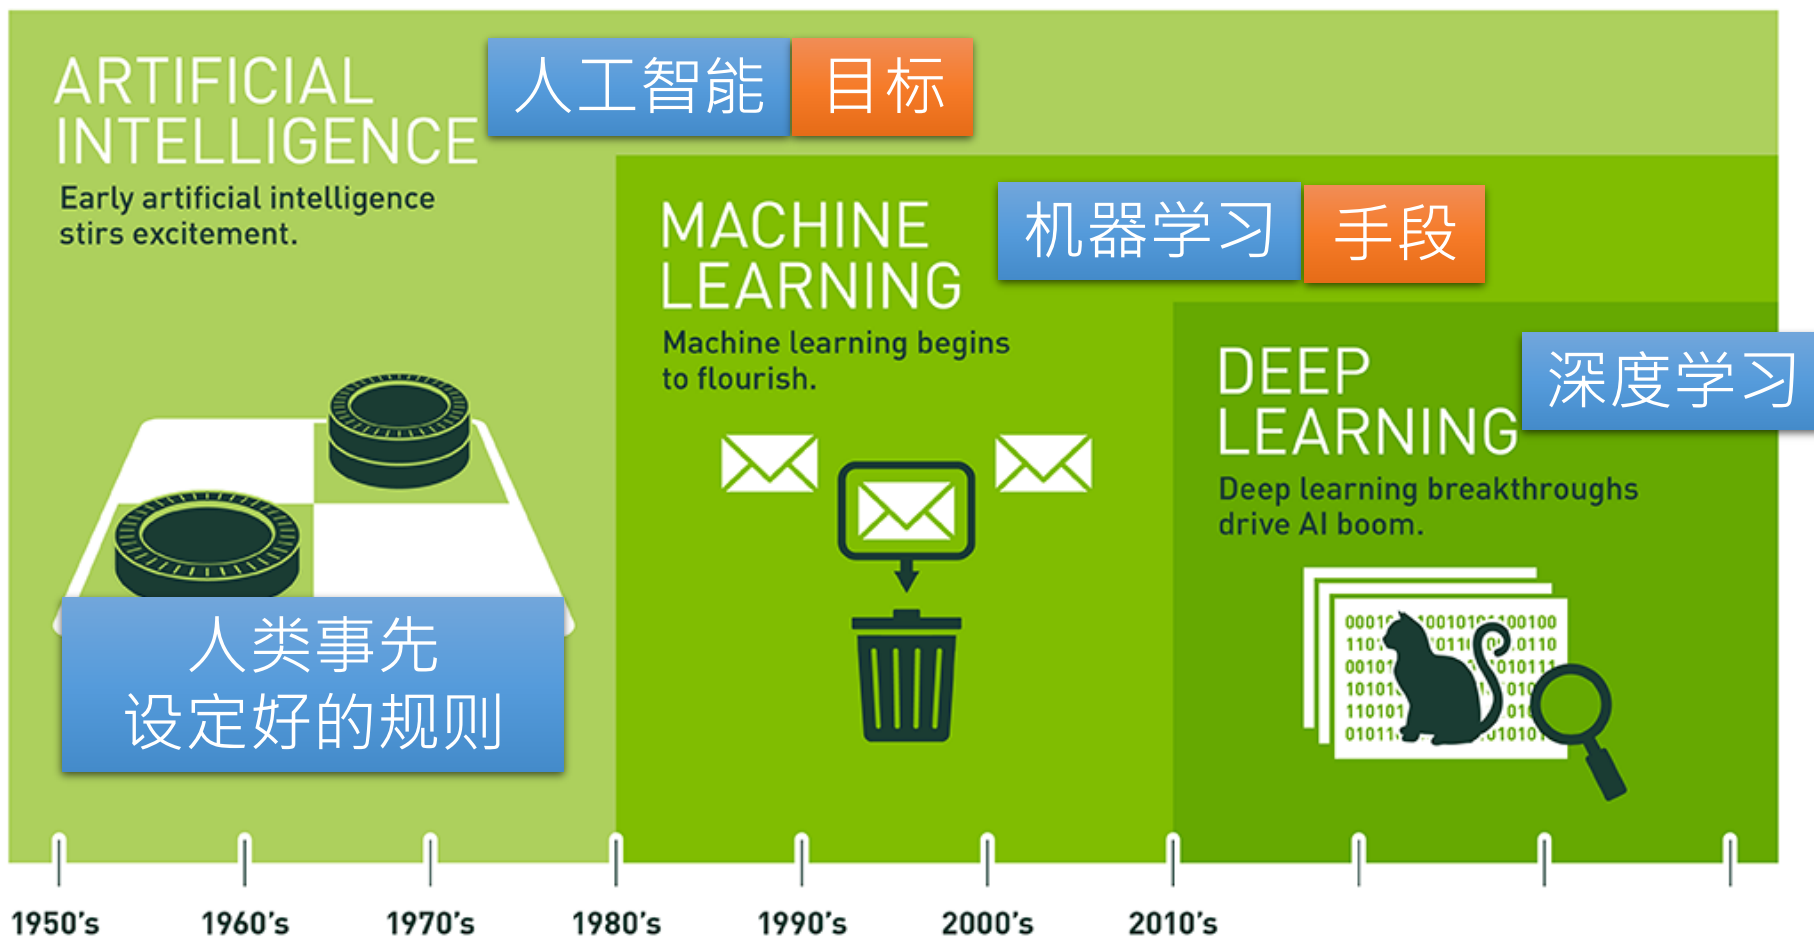 ARTIFICIAL
INTELLIGENCE
人工智能
目标
Early artificial intelligence
stirs excitement.
人类事先
设定好的规则
MACHINE
LEARNING
机器学习
手段
Machine learning begins
to flourish.
DEEP
LEARNING
深度学习
Deep learning breakthroughs
drive AI boom.
1950's
1960's
1970's
1980's
1990's
2000's
2010's